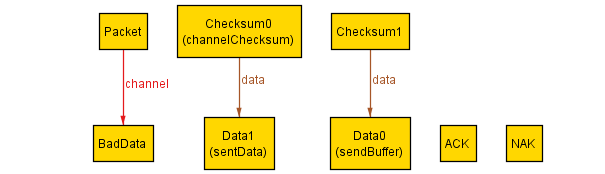 Packet
Checksum0
(channelChecksum)
Checksum1
channel
data
data
BadData
Data1
(sentData)
Data0
(sendBuffer)
ACK
NAK